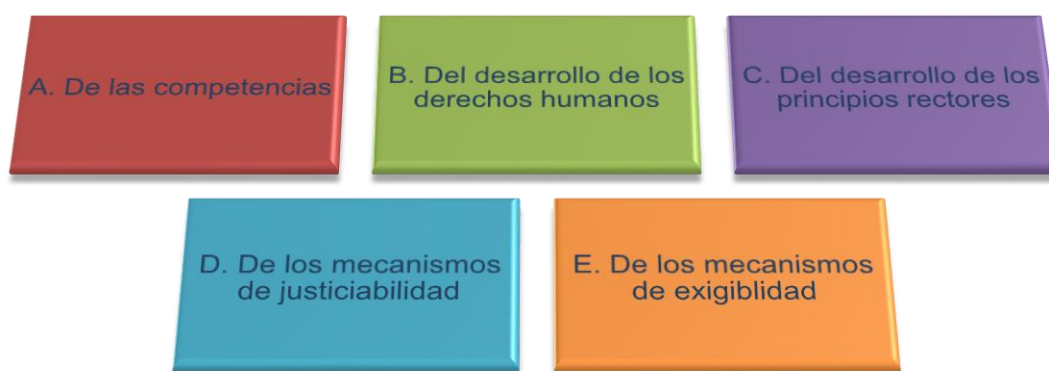 A. De las competencias
B. Del desarrollo de los
derechos humanos
C. Del desarrollo de los
principios rectores
D. De los mecanismos
de justiciabilidad
E. De los mecanismos
de exigiblidad